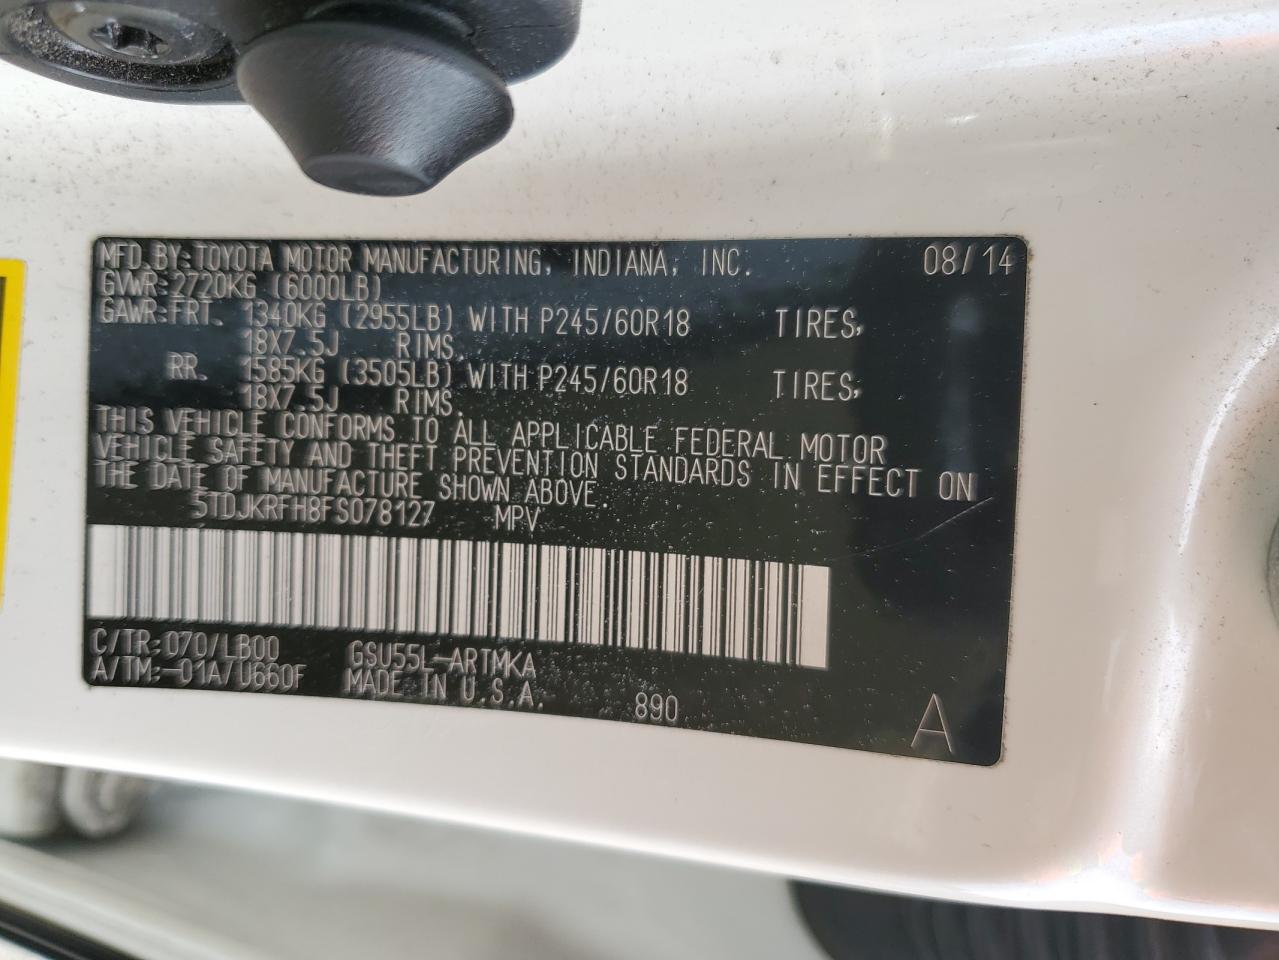 MFD BY: TOYOTA MOTOR MANUFACTURING, INDIANA, INC. 08/14
GVWR: 2720KG (6000LB)
GAWR: FRT. 1340KG (2955LB) WITH P245/60R18 TIRES,
18X7.5J RIMS.
RR. 1585KG (3505LB) WITH P245/60R18 TIRES,
18X7.5J RIMS.
THIS VEHICLE CONFORMS TO ALL APPLICABLE FEDERAL MOTOR
VEHICLE SAFETY AND THEFT PREVENTION STANDARDS IN EFFECT ON
THE DATE OF MANUFACTURE SHOWN ABOVE.
5TDJKRFH8FS078127 MPV
C/TR: 070/LB00 GSU55L-ARTMKA
A/TM: -01A/U660F MADE IN U.S.A. 890
A